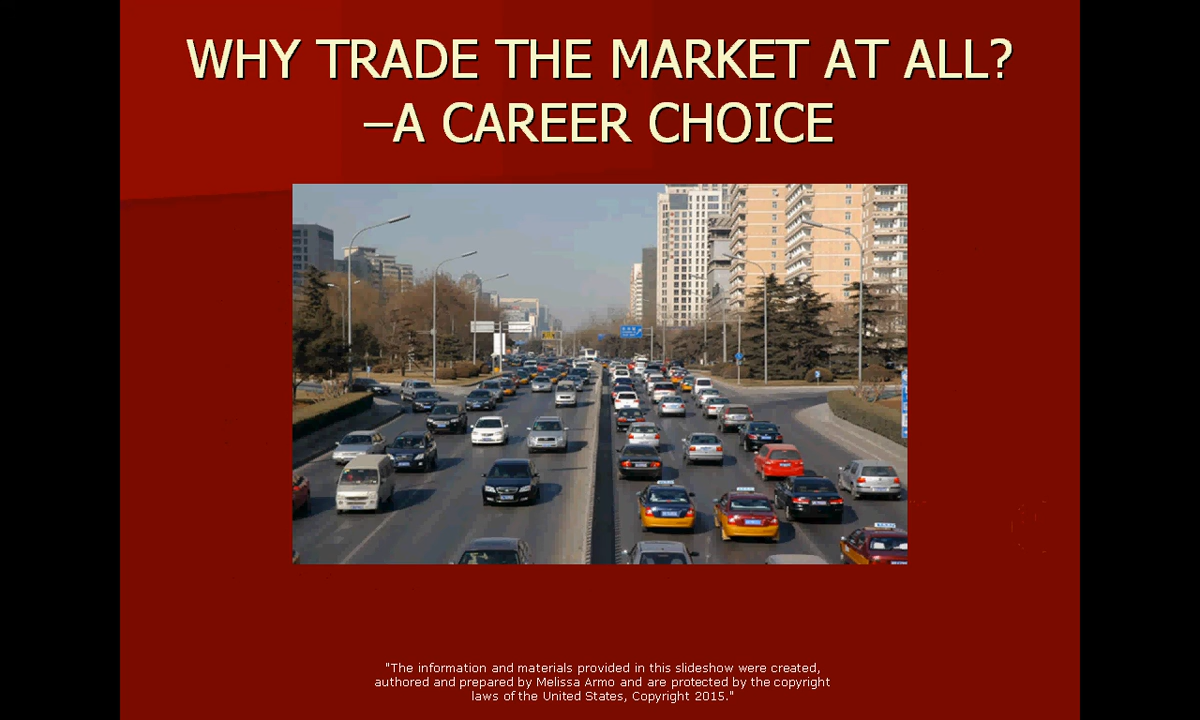 WHY TRADE THE MARKET AT ALL?
–A CAREER CHOICE
"The information and materials provided in this slideshow were created,
authored and prepared by Melissa Armo and are protected by the copyright
laws of the United States, Copyright 2015."